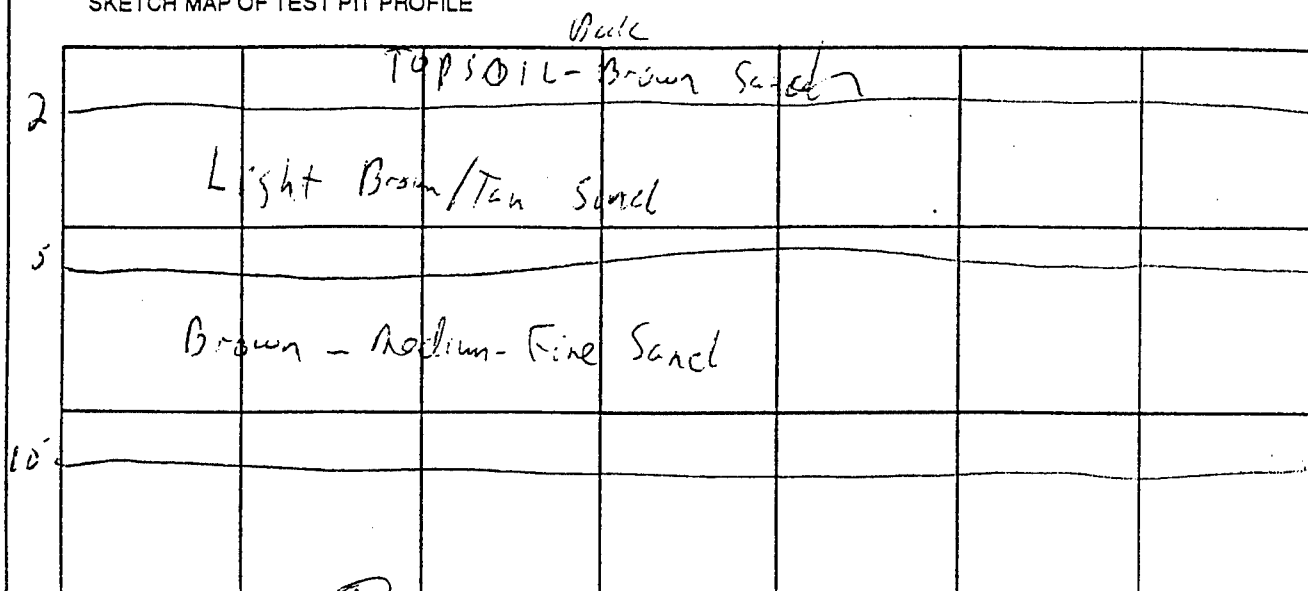 SKETCH MAP OF TEST PIT PROFILE
TOPSOIL - Brown Sand
2
Light Brown/Tan Sand
5
Brown - Medium - Fine Sand
10